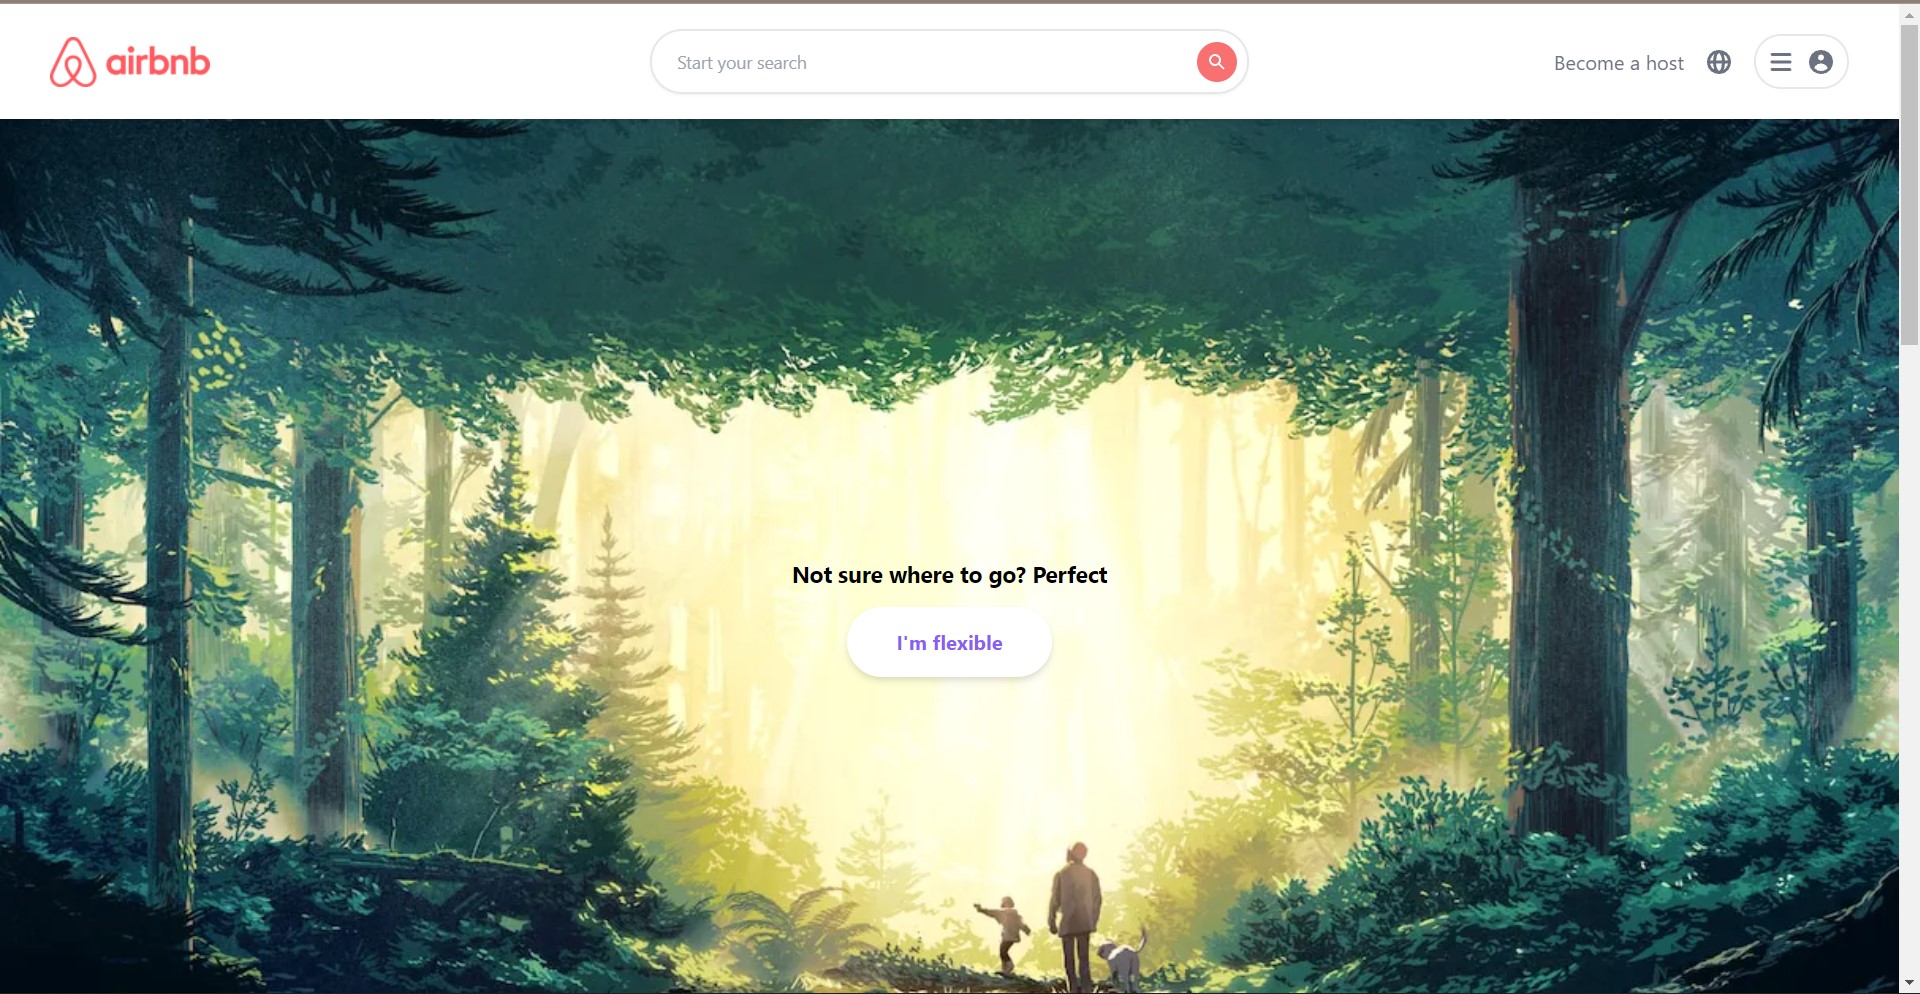 airbnb
Start your search
Become a host
Not sure where to go? Perfect
I'm flexible